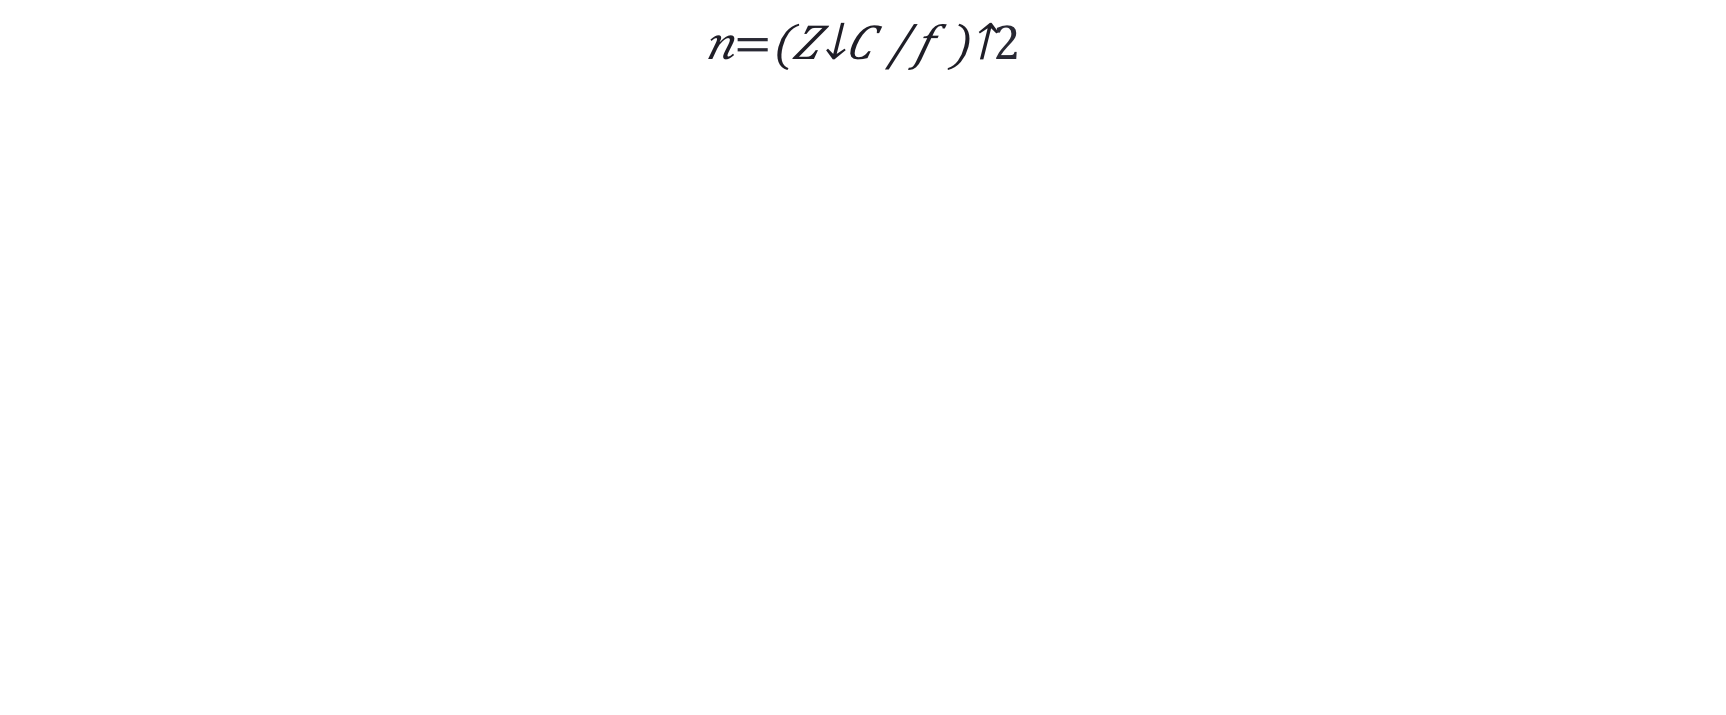 n=(Z↓C /f )↑2